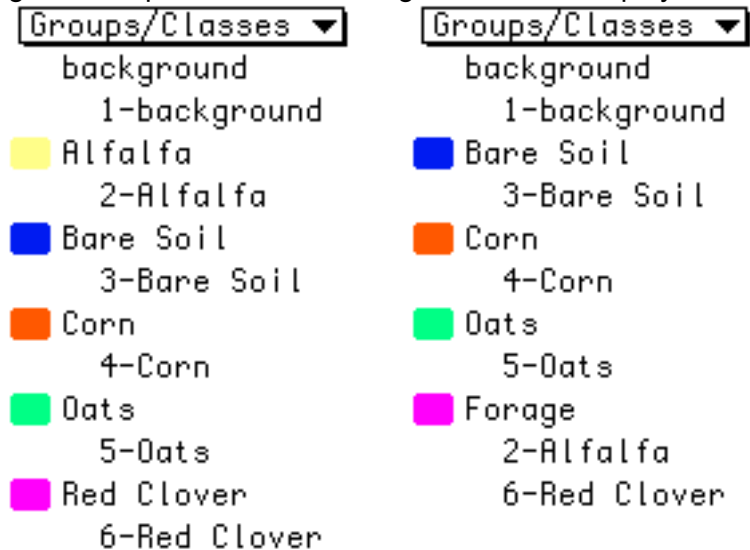 Groups/Classes
background
1-background
Alfalfa
2-Alfalfa
Bare Soil
3-Bare Soil
Corn
4-Corn
Oats
5-Oats
Red Clover
6-Red Clover
Groups/Classes
background
1-background
Bare Soil
3-Bare Soil
Corn
4-Corn
Oats
5-Oats
Forage
2-Alfalfa
6-Red Clover